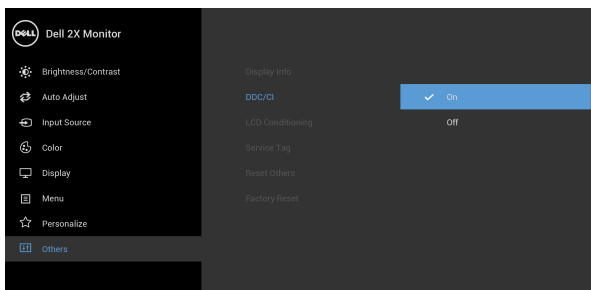 DELL
Dell 2X Monitor
Brightness/Contrast
Auto Adjust
Input Source
Color
Display
Menu
Personalize
Others
Display Info
DDC/CI
LCD Conditioning
Service Tag
Reset Others
Factory Reset
On
Off